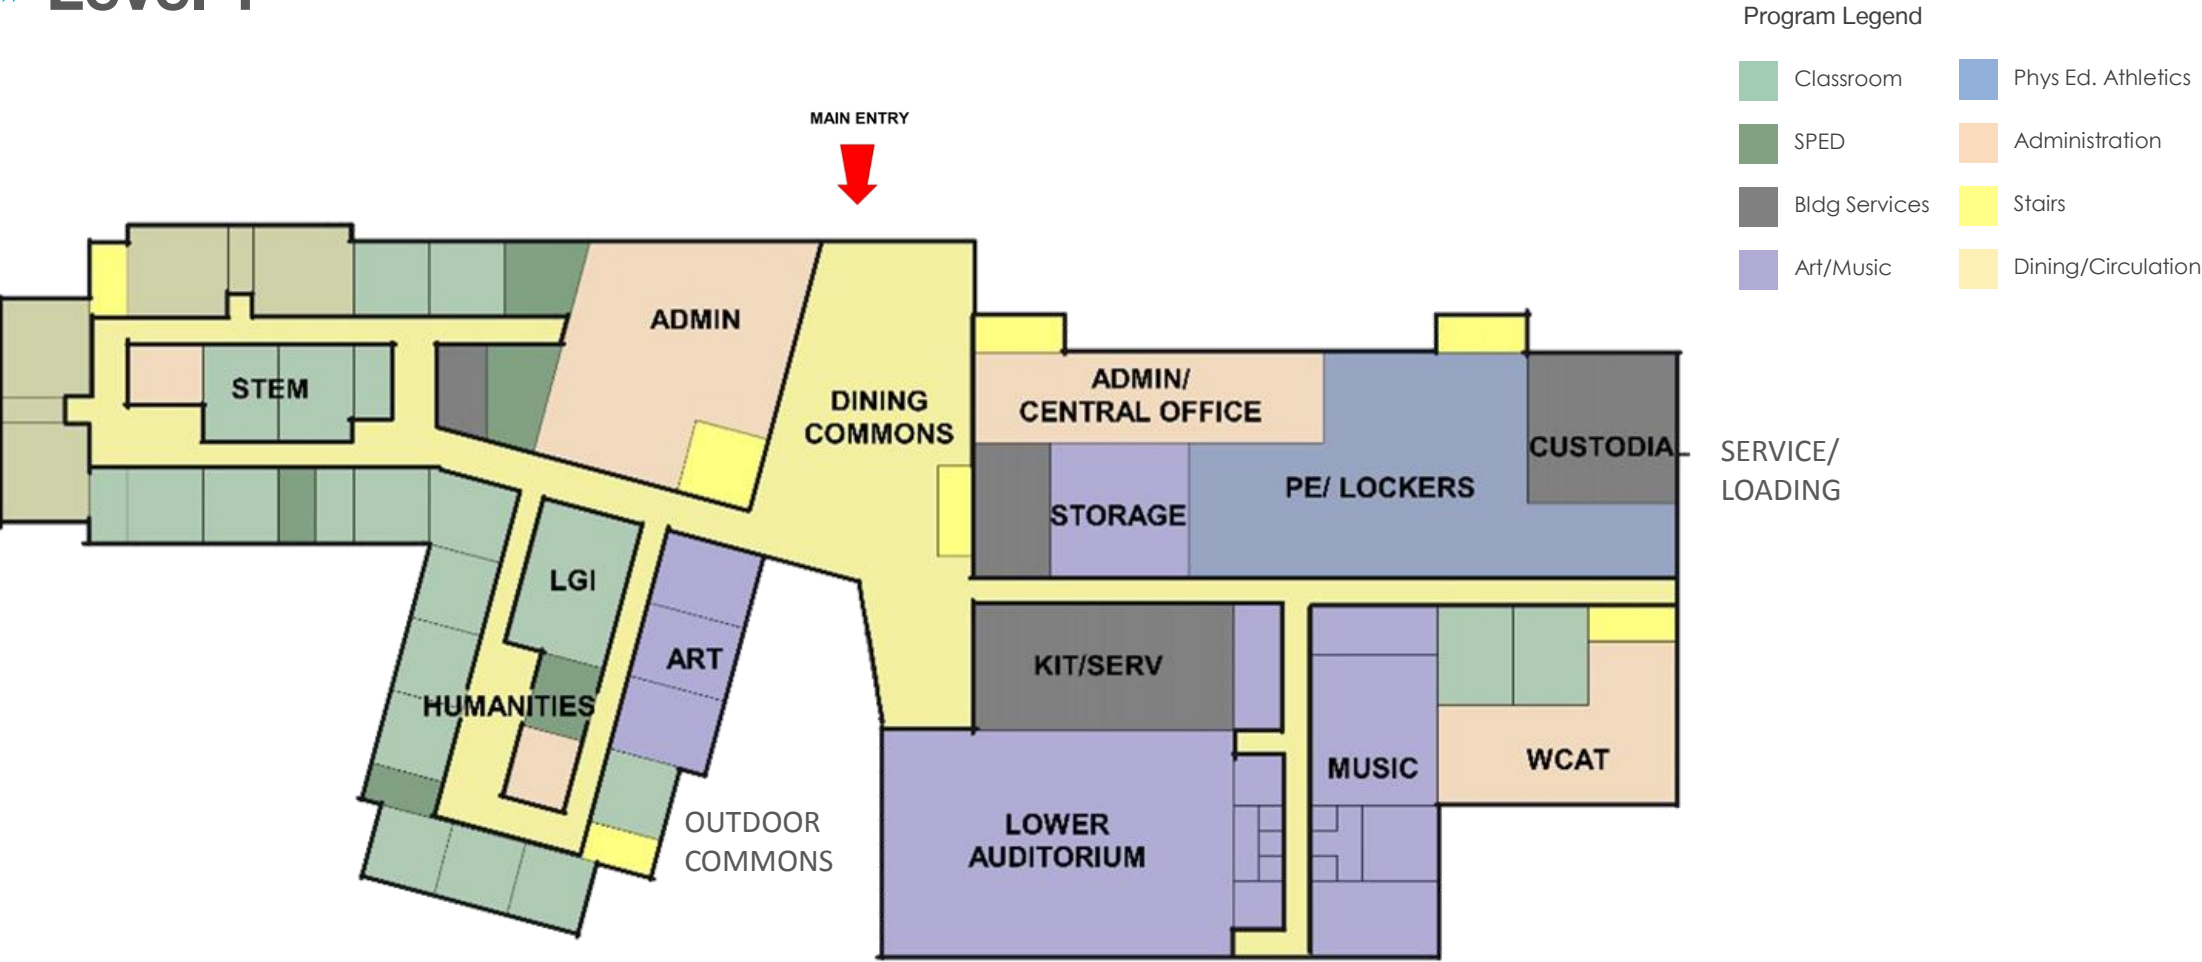 Level 1
Program Legend
Classroom
Phys Ed. Athletics
SPED
Administration
Bldg Services
Stairs
Art/Music
Dining/Circulation
MAIN ENTRY
ADMIN
STEM
DINING
COMMONS
ADMIN/
CENTRAL OFFICE
CUSTODIA
SERVICE/
LOADING
PE/ LOCKERS
STORAGE
LGI
ART
HUMANITIES
KIT/SERV
MUSIC
WCAT
OUTDOOR
COMMONS
LOWER
AUDITORIUM